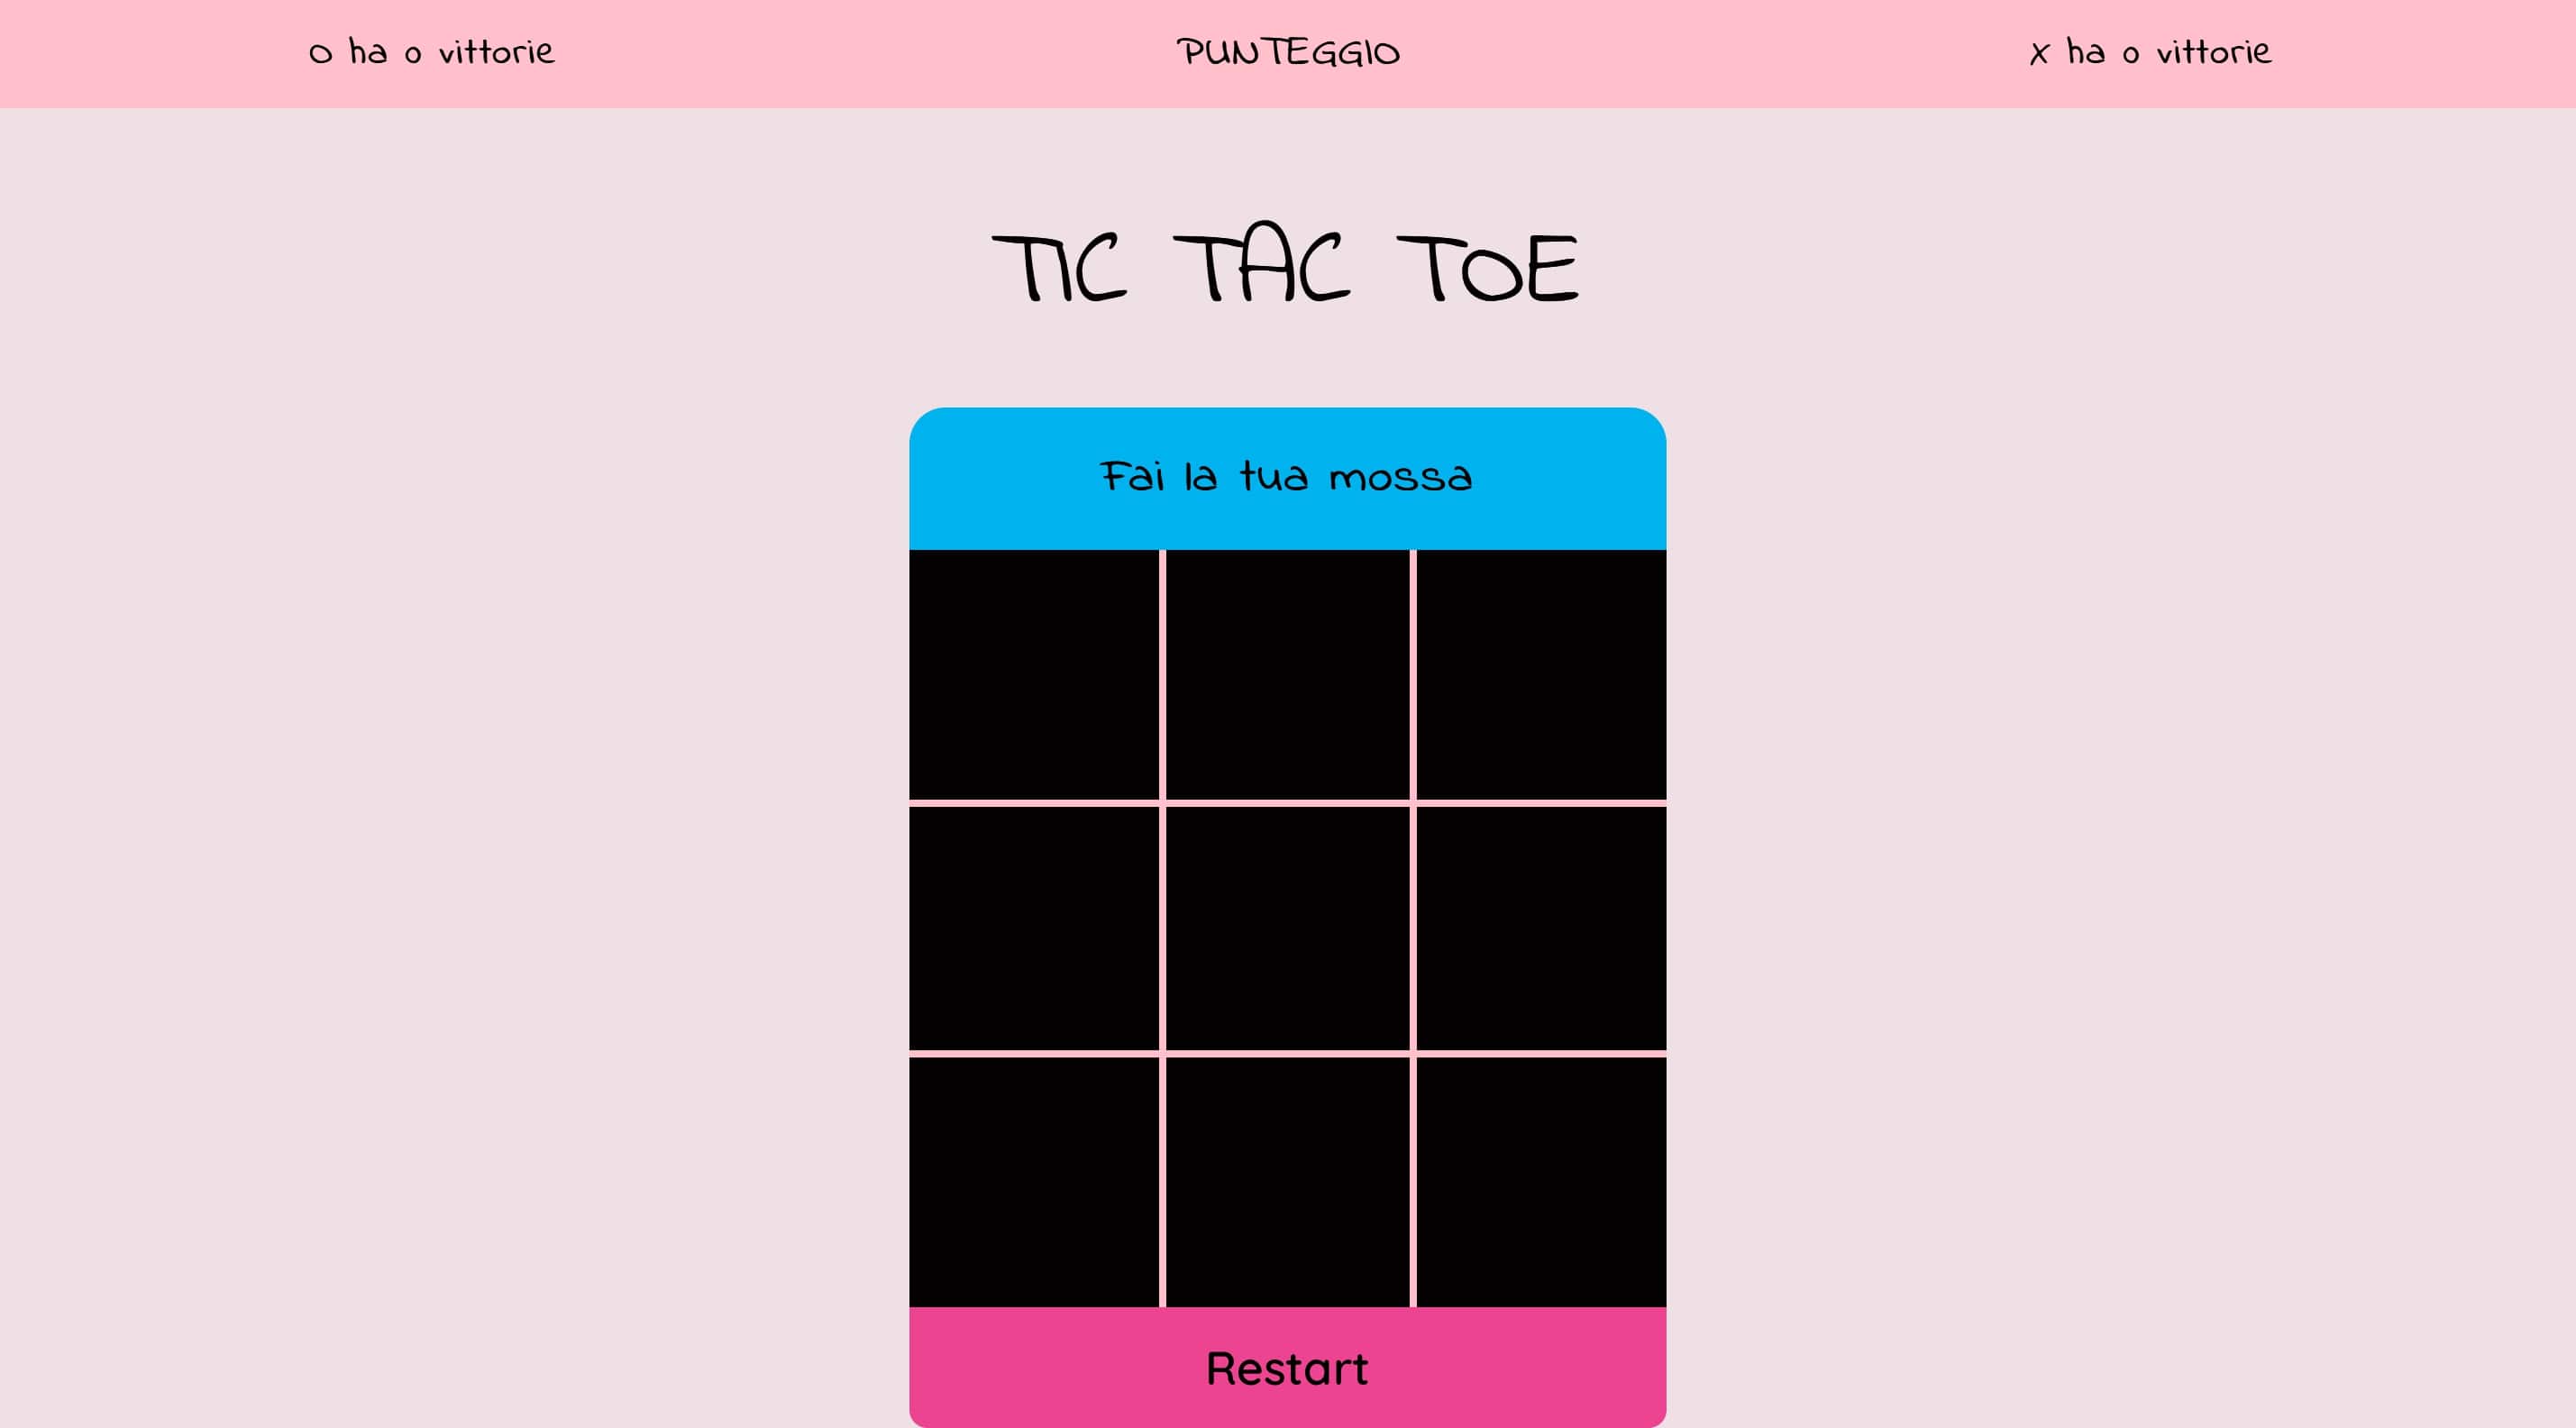 O ha 0 vittorie
PUNTEGGIO
X ha 0 vittorie
TIC TAC TOE
Fai la tua mossa
Restart